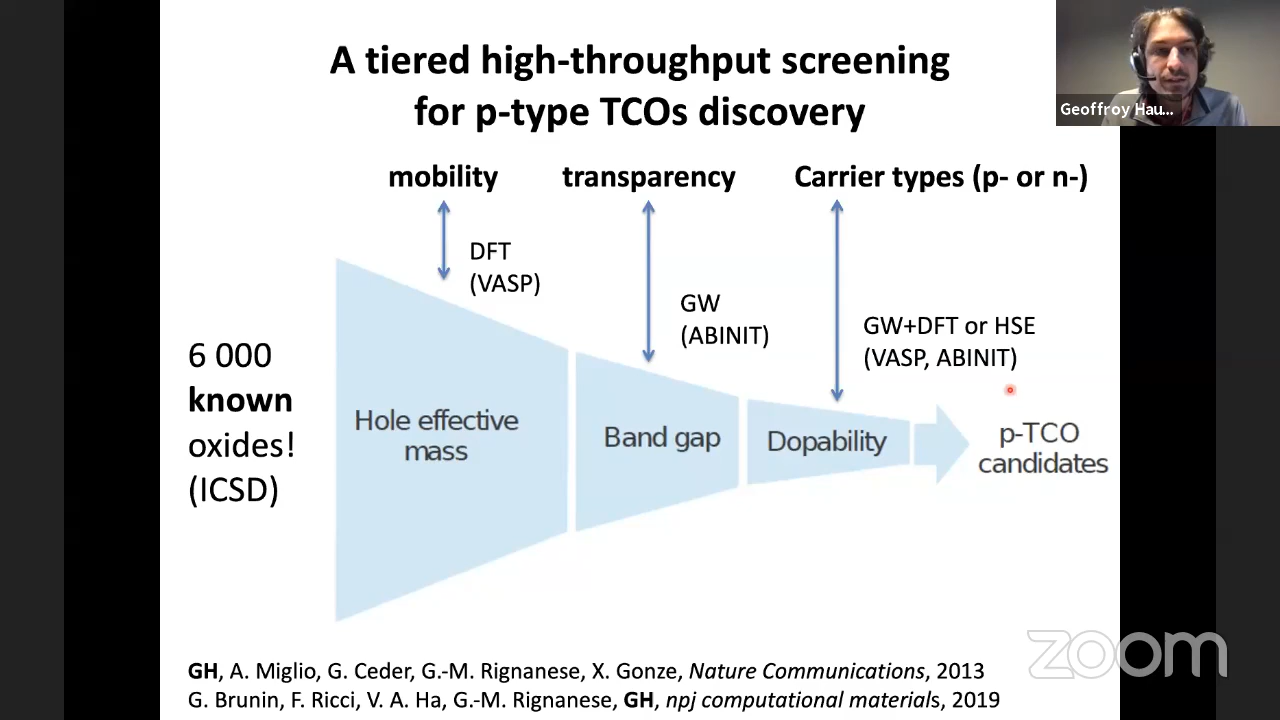 A tiered high-throughput screening
for p-type TCOs discovery
Geoffroy Hau...
mobility
transparency
Carrier types (p- or n-)
DFT
(VASP)
GW
(ABINIT)
GW+DFT or HSE
(VASP, ABINIT)
6 000
known
oxides!
(ICSD)
Hole effective
mass
Band gap
Dopability
p-TCO
candidates
zoom
GH, A. Miglio, G. Ceder, G.-M. Rignanese, X. Gonze, Nature Communications, 2013
G. Brunin, F. Ricci, V. A. Ha, G.-M. Rignanese, GH, npj computational materials, 2019